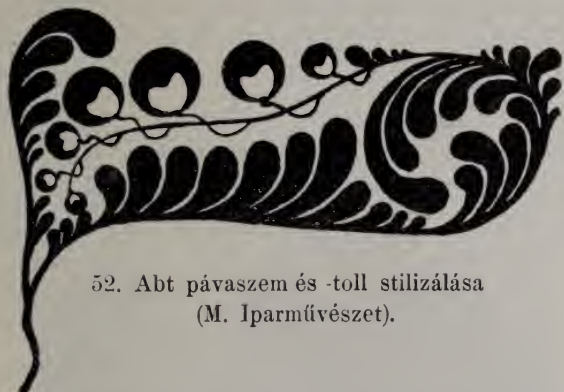 52. Abt pávaszem és -toll stilizálása
(M. Iparművészet).